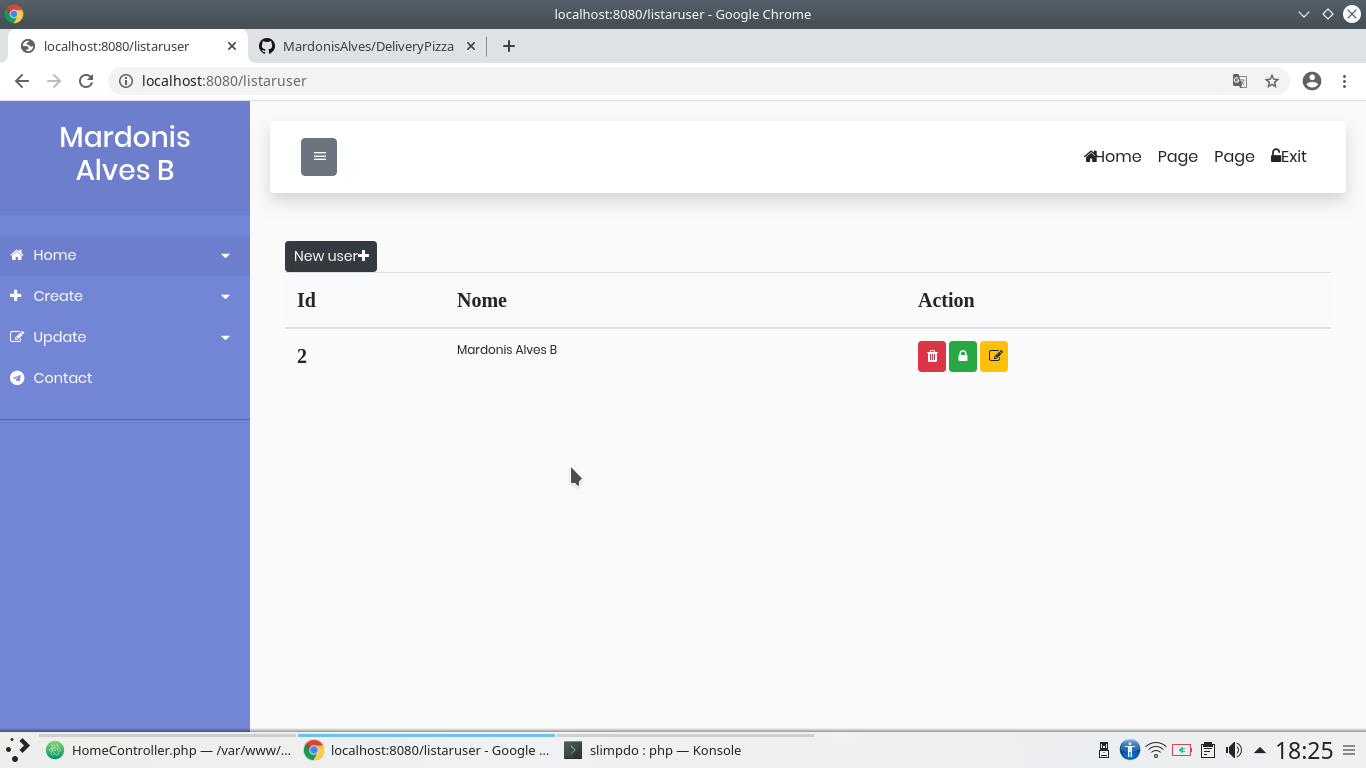 localhost:8080/listaruser - Google Chrome
localhost:8080/listaruser
MardonisAlves/DeliveryPizza
localhost:8080/listaruser
Mardonis
Alves B
Home
Create
Update
Contact
Home Page Page Exit
New user
Id Nome Action
2 Mardonis Alves B
HomeController.php — /var/www/...
localhost:8080/listaruser - Google ...
slimpdo : php — Konsole
18:25